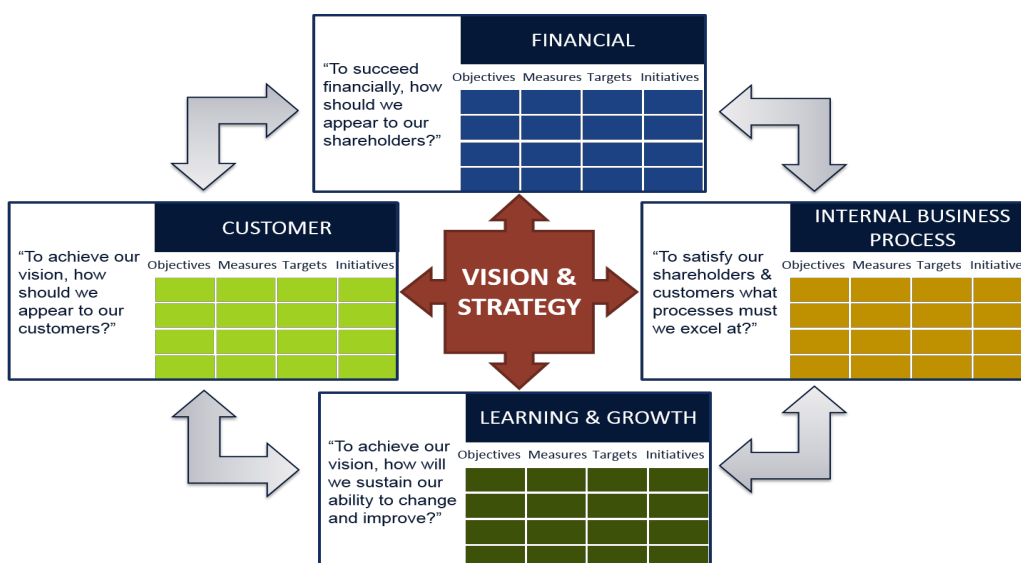 FINANCIAL
“To succeed
financially, how
should we
appear to our
shareholders?”
Objectives Measures Targets Initiatives
CUSTOMER
“To achieve our
vision, how
should we
appear to our
customers?”
Objectives Measures Targets Initiatives
VISION &
STRATEGY
INTERNAL BUSINESS
PROCESS
“To satisfy our
shareholders &
customers what
processes must
we excel at?”
Objectives Measures Targets Initiative
LEARNING & GROWTH
“To achieve our
vision, how will
we sustain our
ability to change
and improve?”
Objectives Measures Targets Initiatives